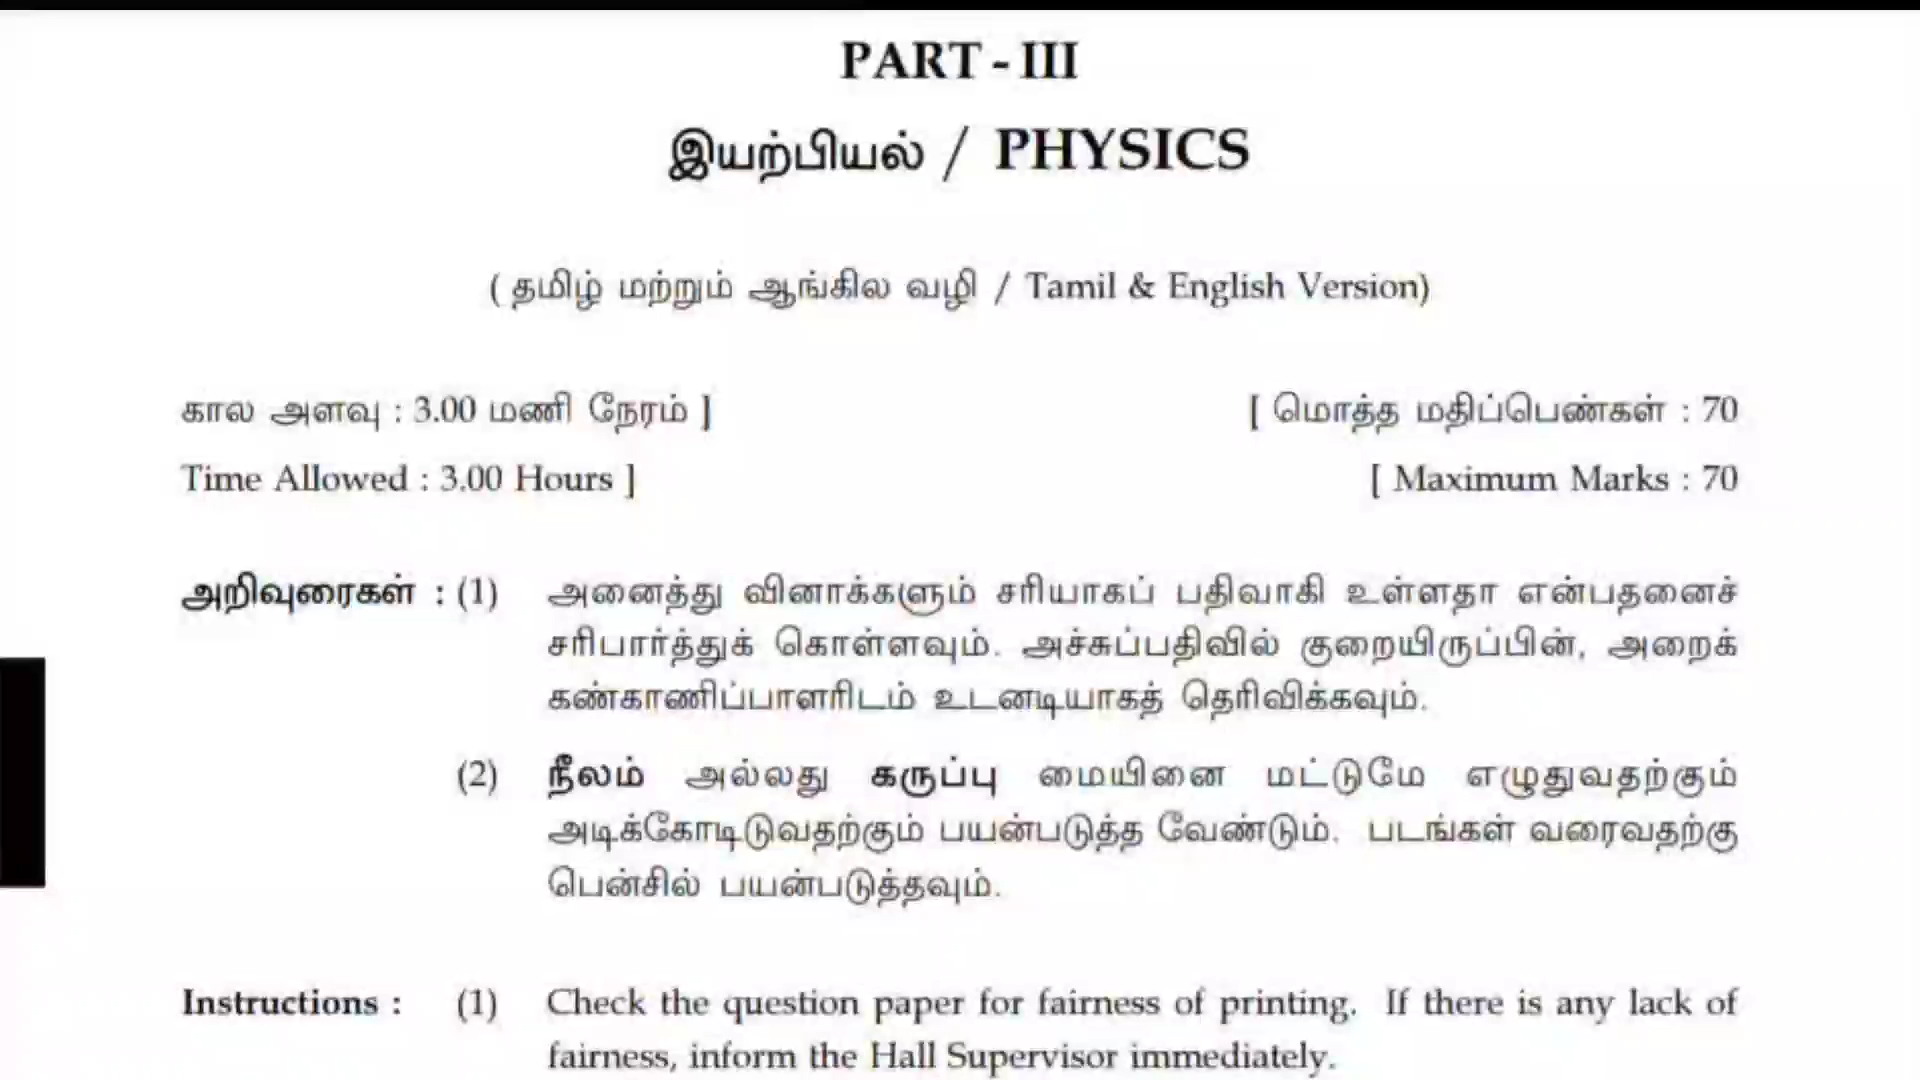 PART - III
இயற்பியல் / PHYSICS
( தமிழ் மற்றும் ஆங்கில வழி / Tamil & English Version)
கால அளவு : 3.00 மணி நேரம் ] [ மொத்த மதிப்பெண்கள் : 70
Time Allowed : 3.00 Hours ] [ Maximum Marks : 70
அறிவுரைகள் : (1) அனைத்து வினாக்களும் சரியாகப் பதிவாகி உள்ளதா என்பதனைச்
சரிபார்த்துக் கொள்ளவும். அச்சுப்பதிவில் குறையிருப்பின், அறைக்
கண்காணிப்பாளரிடம் உடனடியாகத் தெரிவிக்கவும்.
(2) நீலம் அல்லது கருப்பு மையினை மட்டுமே எழுதுவதற்கும்
அடிக்கோடிடுவதற்கும் பயன்படுத்த வேண்டும். படங்கள் வரைவதற்கு
பென்சில் பயன்படுத்தவும்.
Instructions : (1) Check the question paper for fairness of printing. If there is any lack of
fairness, inform the Hall Supervisor immediately.